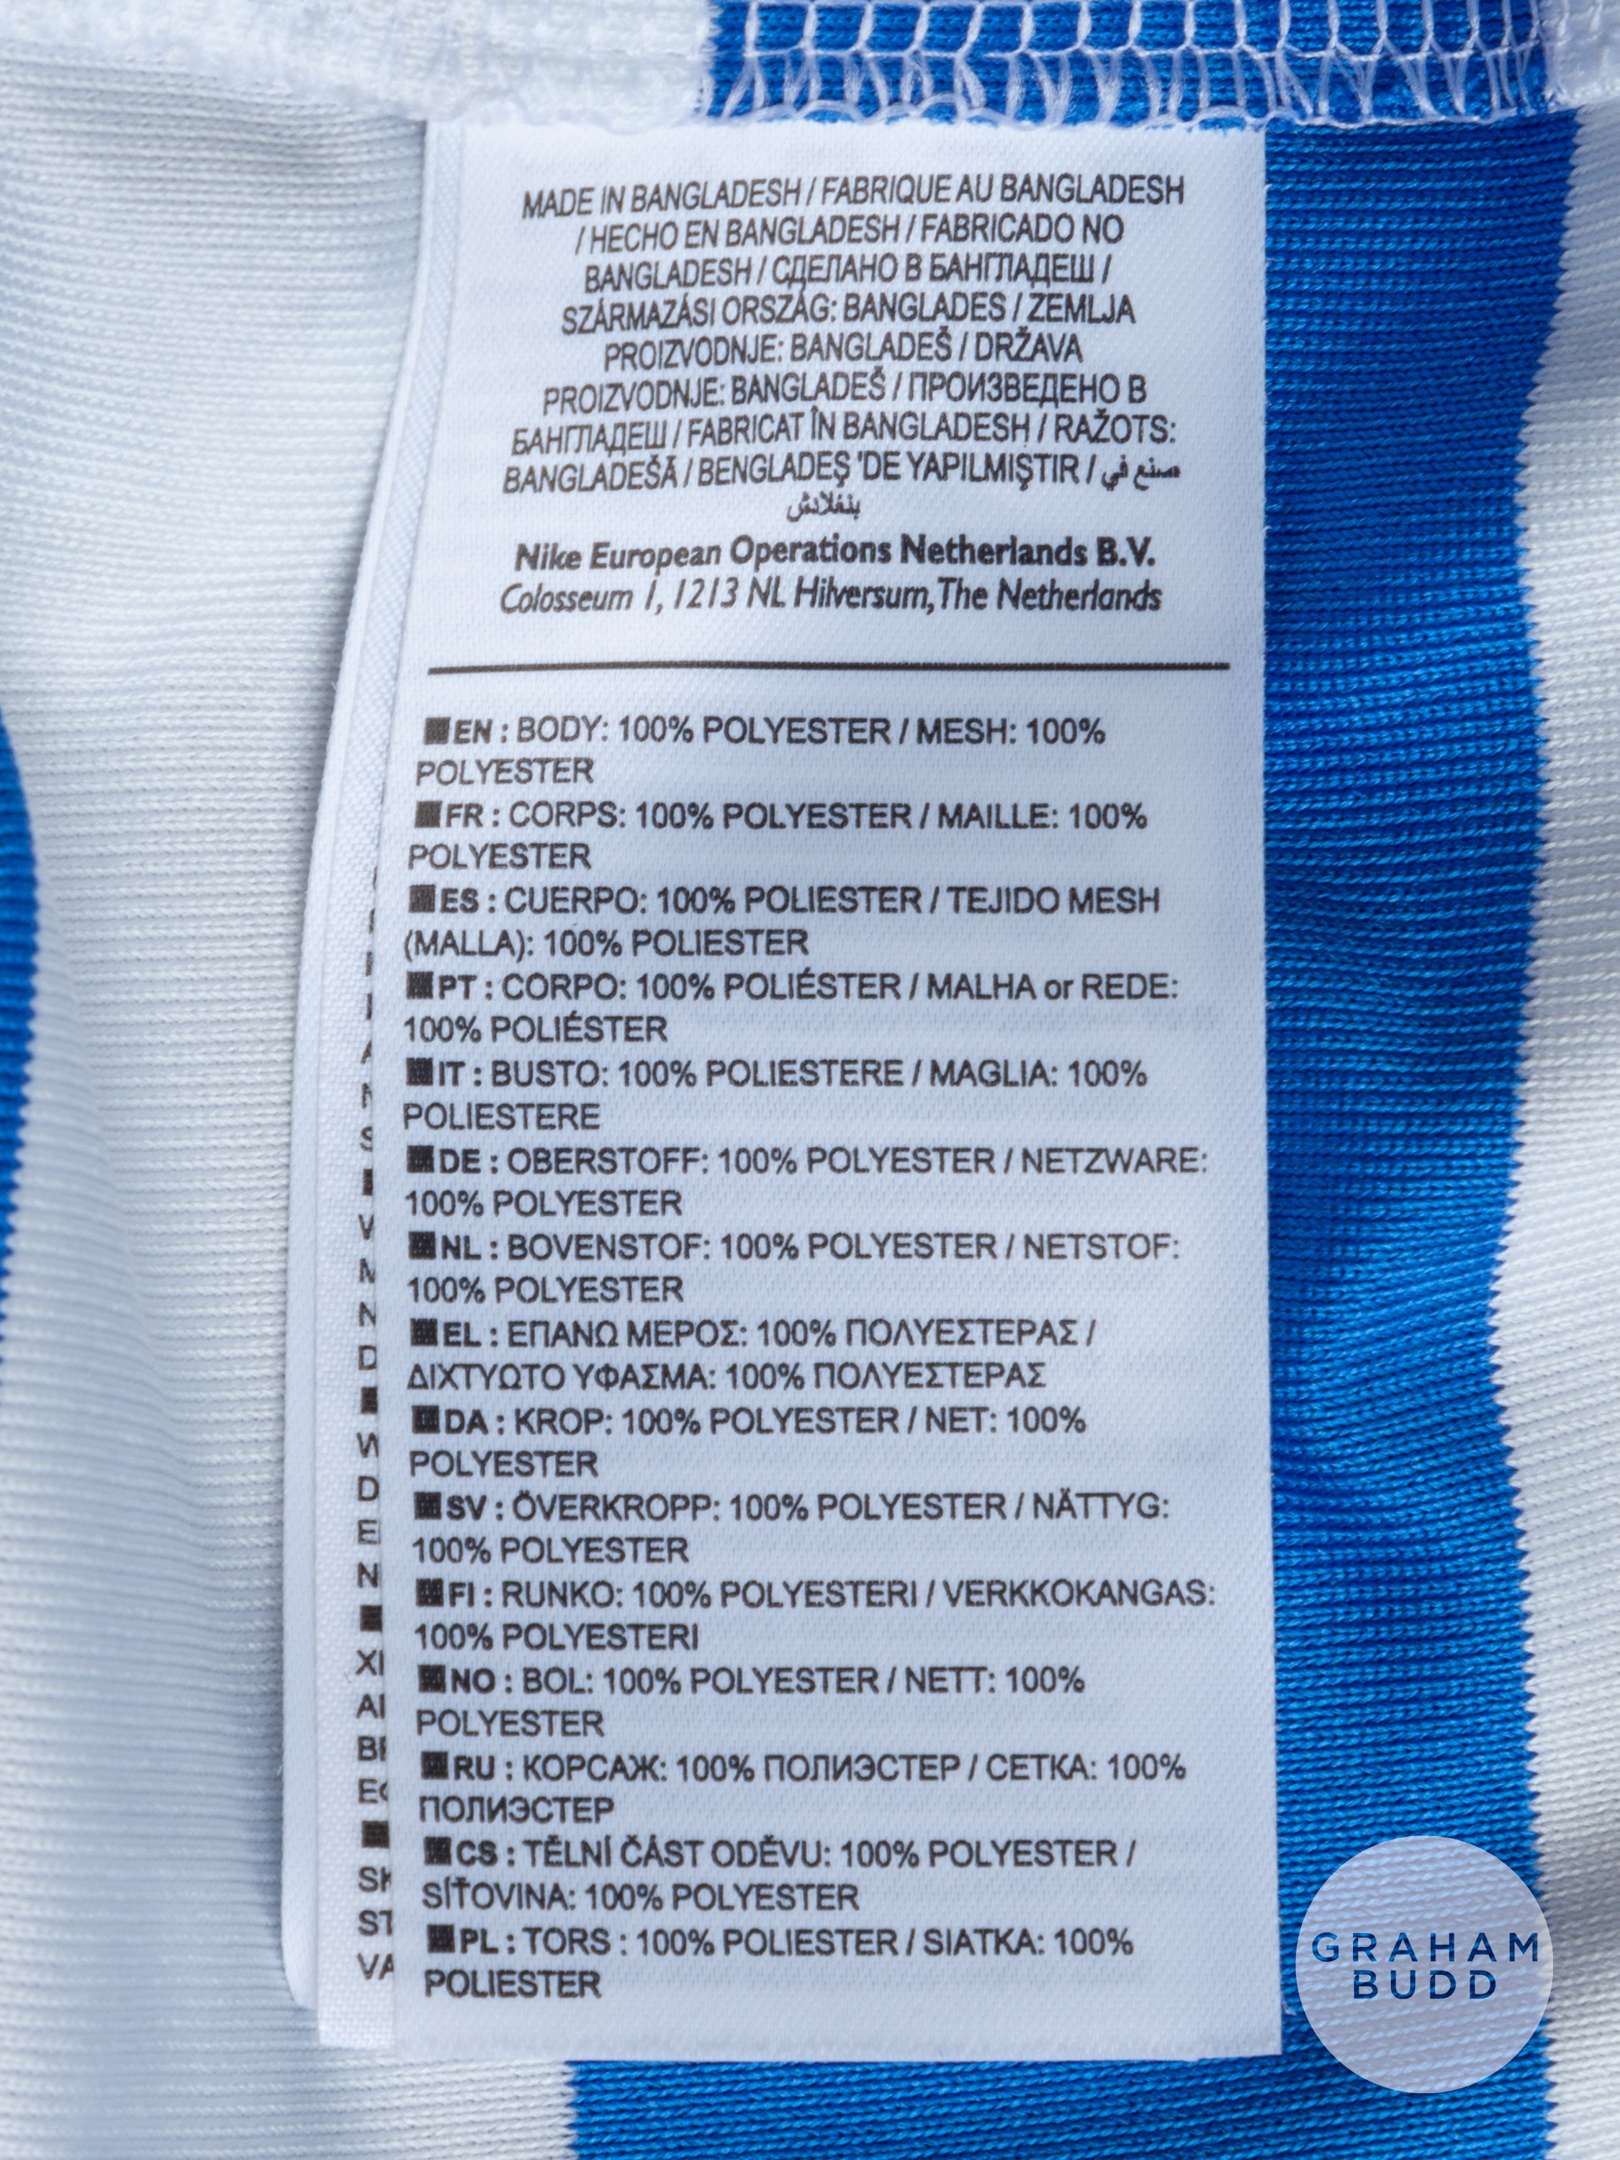 MADE IN BANGLADESH / FABRIQUE AU BANGLADESH
/ HECHO EN BANGLADESH / FABRICADO NO
BANGLADESH / СДЕЛАНО В БАНГЛАДЕШ /
SZÁRMAZÁSI ORSZÁG: BANGLADES / ZEMLJA
PROIZVODNJE: BANGLADEŠ / DRŽAVA
PROIZVODNJE: BANGLADEŠ / ПРОИЗВЕДЕНО В
БАНГЛАДЕШ / FABRICAT ÎN BANGLADESH / RAŽOTS:
BANGLADEŠĀ / BENGLADEŞ 'DE YAPILMIŞTIR / صنع في
بنغلادش
Nike European Operations Netherlands B.V.
Colosseum 1, 1213 NL Hilversum, The Netherlands
EN : BODY: 100% POLYESTER / MESH: 100%
POLYESTER
FR : CORPS: 100% POLYESTER / MAILLE: 100%
POLYESTER
ES : CUERPO: 100% POLIESTER / TEJIDO MESH
(MALLA): 100% POLIESTER
PT : CORPO: 100% POLIÉSTER / MALHA or REDE:
100% POLIÉSTER
IT : BUSTO: 100% POLIESTERE / MAGLIA: 100%
POLIESTERE
DE : OBERSTOFF: 100% POLYESTER / NETZWARE:
100% POLYESTER
NL : BOVENSTOF: 100% POLYESTER / NETSTOF:
100% POLYESTER
EL : ΕΠΑΝΩ ΜΕΡΟΣ: 100% ΠΟΛΥΕΣΤΕΡΑΣ /
ΔΙΧΤΥΩΤΟ ΥΦΑΣΜΑ: 100% ΠΟΛΥΕΣΤΕΡΑΣ
DA : KROP: 100% POLYESTER / NET: 100%
POLYESTER
SV : ÖVERKROPP: 100% POLYESTER / NÄTTYG:
100% POLYESTER
FI : RUNKO: 100% POLYESTERI / VERKKOKANGAS:
100% POLYESTERI
NO : BOL: 100% POLYESTER / NETT: 100%
POLYESTER
RU : КОРСАЖ: 100% ПОЛИЭСТЕР / СЕТКА: 100%
ПОЛИЭСТЕР
CS : TĚLNÍ ČÁST ODĚVU: 100% POLYESTER /
SÍŤOVINA: 100% POLYESTER
PL : TORS : 100% POLIESTER / SIATKA: 100%
POLIESTER
GRAHAM
BUDD